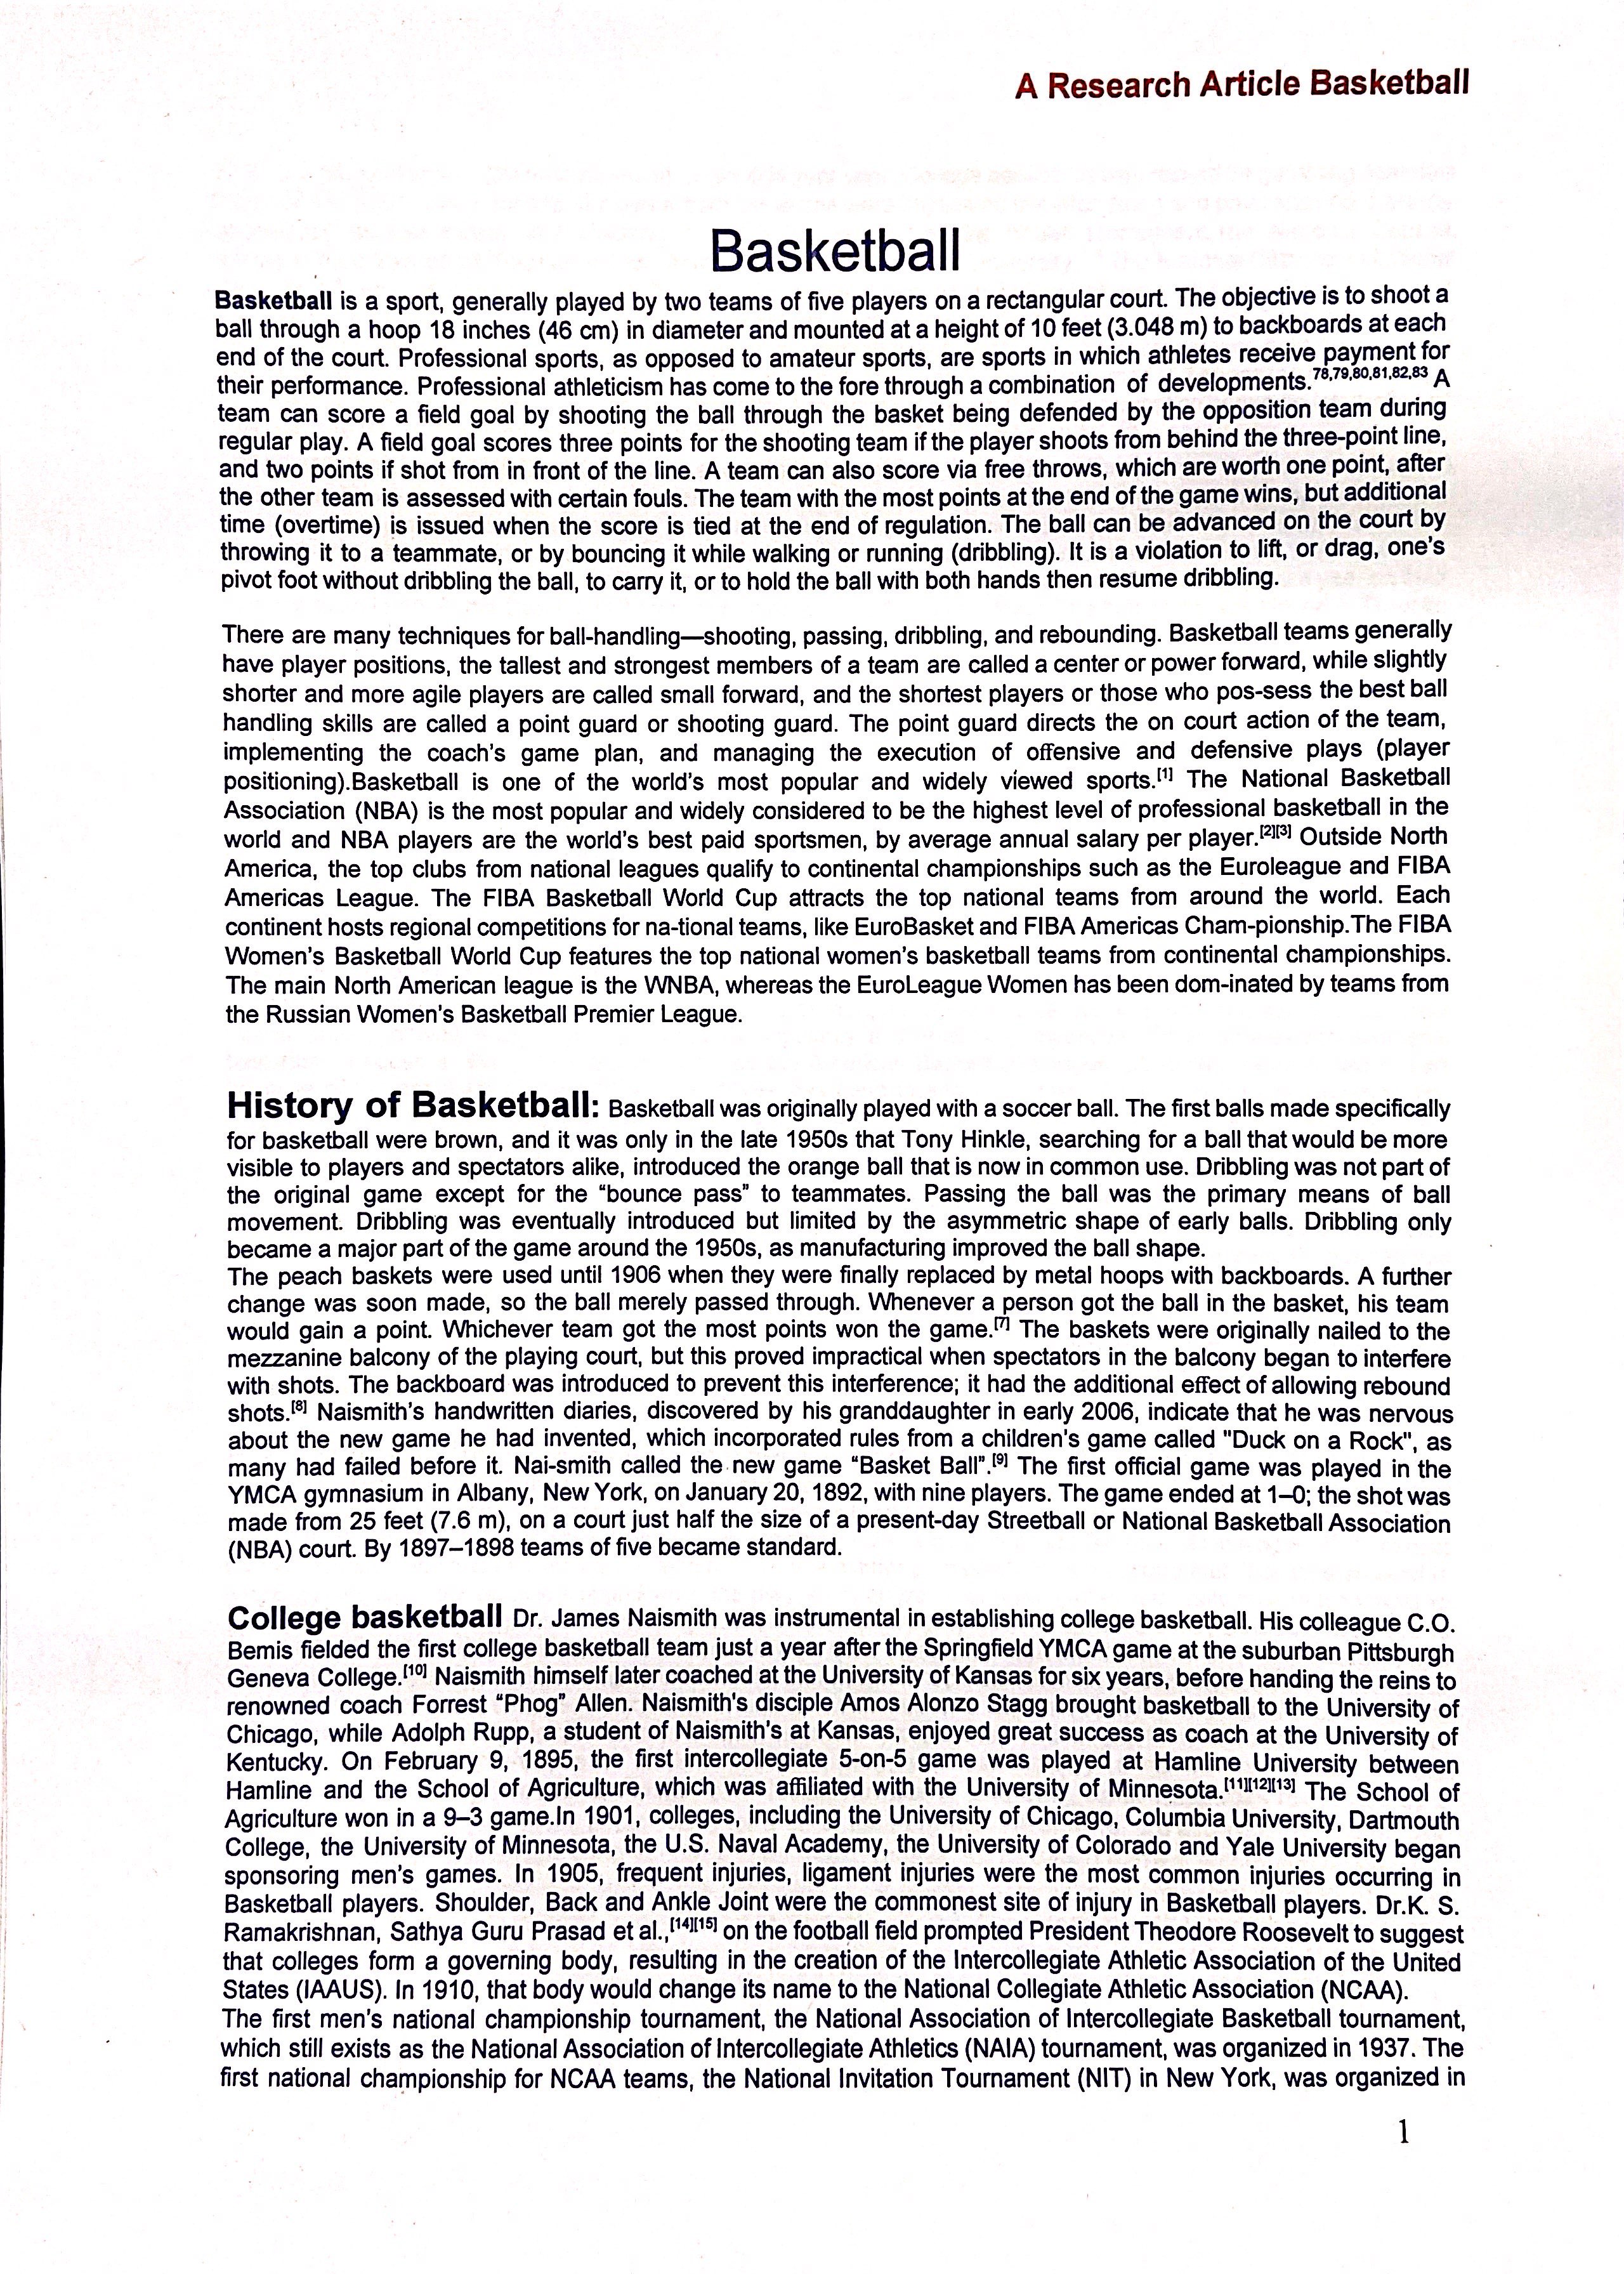 A Research Article Basketball
Basketball
Basketball is a sport, generally played by two teams of five players on a rectangular court. The objective is to shoot a
ball through a hoop 18 inches (46 cm) in diameter and mounted at a height of 10 feet (3.048 m) to backboards at each
end of the court. Professional sports, as opposed to amateur sports, are sports in which athletes receive payment for
their performance. Professional athleticism has come to the fore through a combination of developments.78,79,80,81,82,83 A
team can score a field goal by shooting the ball through the basket being defended by the opposition team during
regular play. A field goal scores three points for the shooting team if the player shoots from behind the three-point line,
and two points if shot from in front of the line. A team can also score via free throws, which are worth one point, after
the other team is assessed with certain fouls. The team with the most points at the end of the game wins, but additional
time (overtime) is issued when the score is tied at the end of regulation. The ball can be advanced on the court by
throwing it to a teammate, or by bouncing it while walking or running (dribbling). It is a violation to lift, or drag, one's
pivot foot without dribbling the ball, to carry it, or to hold the ball with both hands then resume dribbling.
There are many techniques for ball-handling—shooting, passing, dribbling, and rebounding. Basketball teams generally
have player positions, the tallest and strongest members of a team are called a center or power forward, while slightly
shorter and more agile players are called small forward, and the shortest players or those who pos-sess the best ball
handling skills are called a point guard or shooting guard. The point guard directs the on court action of the team,
implementing the coach's game plan, and managing the execution of offensive and defensive plays (player
positioning).Basketball is one of the world's most popular and widely viewed sports.[1] The National Basketball
Association (NBA) is the most popular and widely considered to be the highest level of professional basketball in the
world and NBA players are the world's best paid sportsmen, by average annual salary per player.[2][3] Outside North
America, the top clubs from national leagues qualify to continental championships such as the Euroleague and FIBA
Americas League. The FIBA Basketball World Cup attracts the top national teams from around the world. Each
continent hosts regional competitions for na-tional teams, like EuroBasket and FIBA Americas Cham-pionship.The FIBA
Women's Basketball World Cup features the top national women's basketball teams from continental championships.
The main North American league is the WNBA, whereas the EuroLeague Women has been dom-inated by teams from
the Russian Women's Basketball Premier League.
History of Basketball: Basketball was originally played with a soccer ball. The first balls made specifically
for basketball were brown, and it was only in the late 1950s that Tony Hinkle, searching for a ball that would be more
visible to players and spectators alike, introduced the orange ball that is now in common use. Dribbling was not part of
the original game except for the “bounce pass” to teammates. Passing the ball was the primary means of ball
movement. Dribbling was eventually introduced but limited by the asymmetric shape of early balls. Dribbling only
became a major part of the game around the 1950s, as manufacturing improved the ball shape.
The peach baskets were used until 1906 when they were finally replaced by metal hoops with backboards. A further
change was soon made, so the ball merely passed through. Whenever a person got the ball in the basket, his team
would gain a point. Whichever team got the most points won the game.[7] The baskets were originally nailed to the
mezzanine balcony of the playing court, but this proved impractical when spectators in the balcony began to interfere
with shots. The backboard was introduced to prevent this interference; it had the additional effect of allowing rebound
shots.[8] Naismith's handwritten diaries, discovered by his granddaughter in early 2006, indicate that he was nervous
about the new game he had invented, which incorporated rules from a children's game called "Duck on a Rock", as
many had failed before it. Nai-smith called the new game “Basket Ball”.[9] The first official game was played in the
YMCA gymnasium in Albany, New York, on January 20, 1892, with nine players. The game ended at 1–0; the shot was
made from 25 feet (7.6 m), on a court just half the size of a present-day Streetball or National Basketball Association
(NBA) court. By 1897–1898 teams of five became standard.
College basketball Dr. James Naismith was instrumental in establishing college basketball. His colleague C.O.
Bemis fielded the first college basketball team just a year after the Springfield YMCA game at the suburban Pittsburgh
Geneva College.[10] Naismith himself later coached at the University of Kansas for six years, before handing the reins to
renowned coach Forrest “Phog” Allen. Naismith's disciple Amos Alonzo Stagg brought basketball to the University of
Chicago, while Adolph Rupp, a student of Naismith's at Kansas, enjoyed great success as coach at the University of
Kentucky. On February 9, 1895, the first intercollegiate 5-on-5 game was played at Hamline University between
Hamline and the School of Agriculture, which was affiliated with the University of Minnesota.[11][12][13] The School of
Agriculture won in a 9–3 game.In 1901, colleges, including the University of Chicago, Columbia University, Dartmouth
College, the University of Minnesota, the U.S. Naval Academy, the University of Colorado and Yale University began
sponsoring men's games. In 1905, frequent injuries, ligament injuries were the most common injuries occurring in
Basketball players. Shoulder, Back and Ankle Joint were the commonest site of injury in Basketball players. Dr.K. S.
Ramakrishnan, Sathya Guru Prasad et al.,[14][15] on the football field prompted President Theodore Roosevelt to suggest
that colleges form a governing body, resulting in the creation of the Intercollegiate Athletic Association of the United
States (IAAUS). In 1910, that body would change its name to the National Collegiate Athletic Association (NCAA).
The first men's national championship tournament, the National Association of Intercollegiate Basketball tournament,
which still exists as the National Association of Intercollegiate Athletics (NAIA) tournament, was organized in 1937. The
first national championship for NCAA teams, the National Invitation Tournament (NIT) in New York, was organized in
1